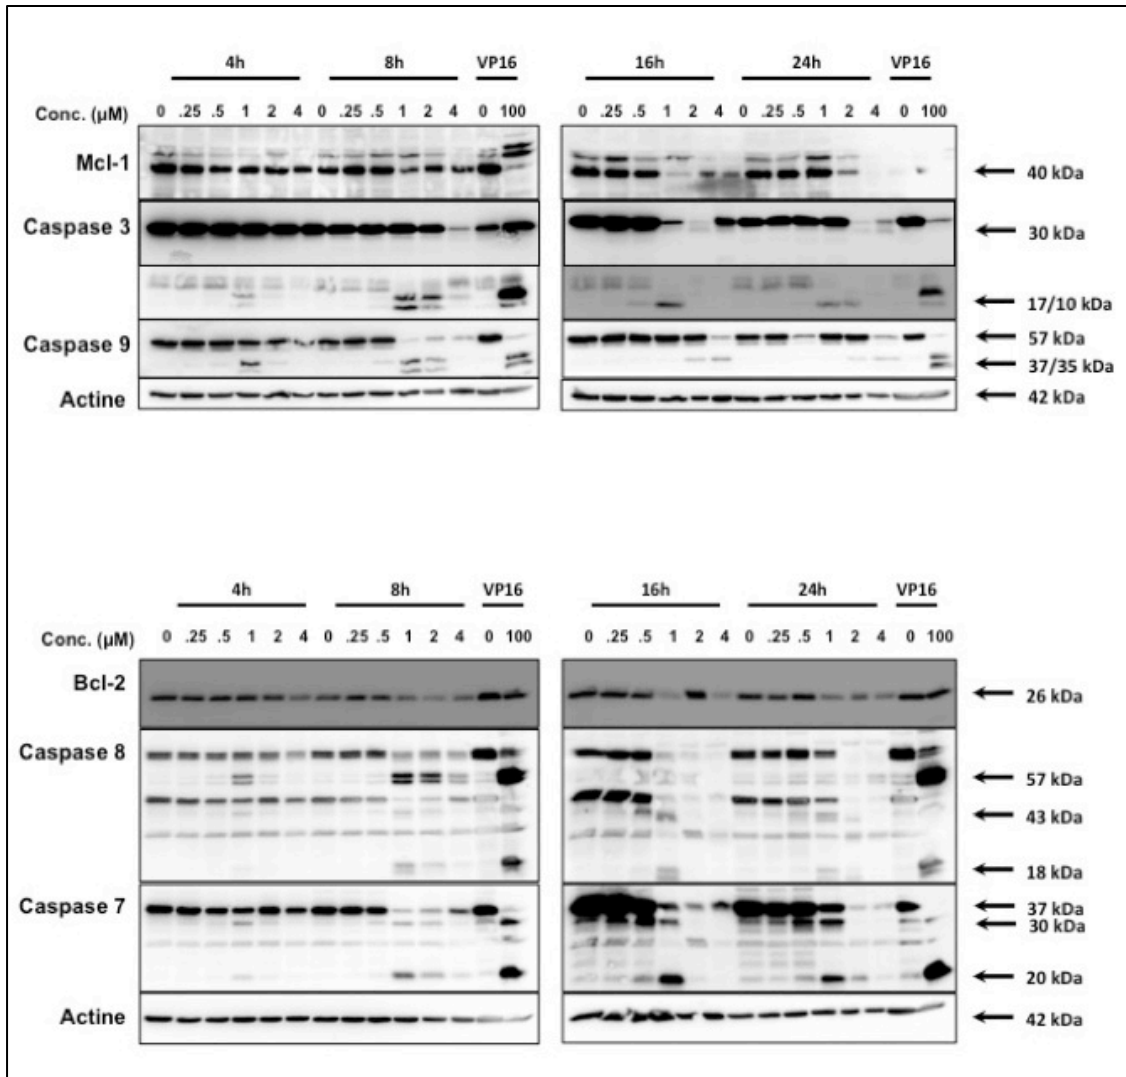 4h 8h VP16 16h 24h VP16
Conc. (µM) 0 .25 .5 1 2 4 0 .25 .5 1 2 4 0 100 0 .25 .5 1 2 4 0 .25 .5 1 2 4 0 100
Mcl-1 40 kDa
Caspase 3 30 kDa
17/10 kDa
Caspase 9 57 kDa
37/35 kDa
Actine 42 kDa
4h 8h VP16 16h 24h VP16
Conc. (µM) 0 .25 .5 1 2 4 0 .25 .5 1 2 4 0 100 0 .25 .5 1 2 4 0 .25 .5 1 2 4 0 100
Bcl-2 26 kDa
Caspase 8
57 kDa
43 kDa
18 kDa
Caspase 7 37 kDa
30 kDa
20 kDa
Actine 42 kDa